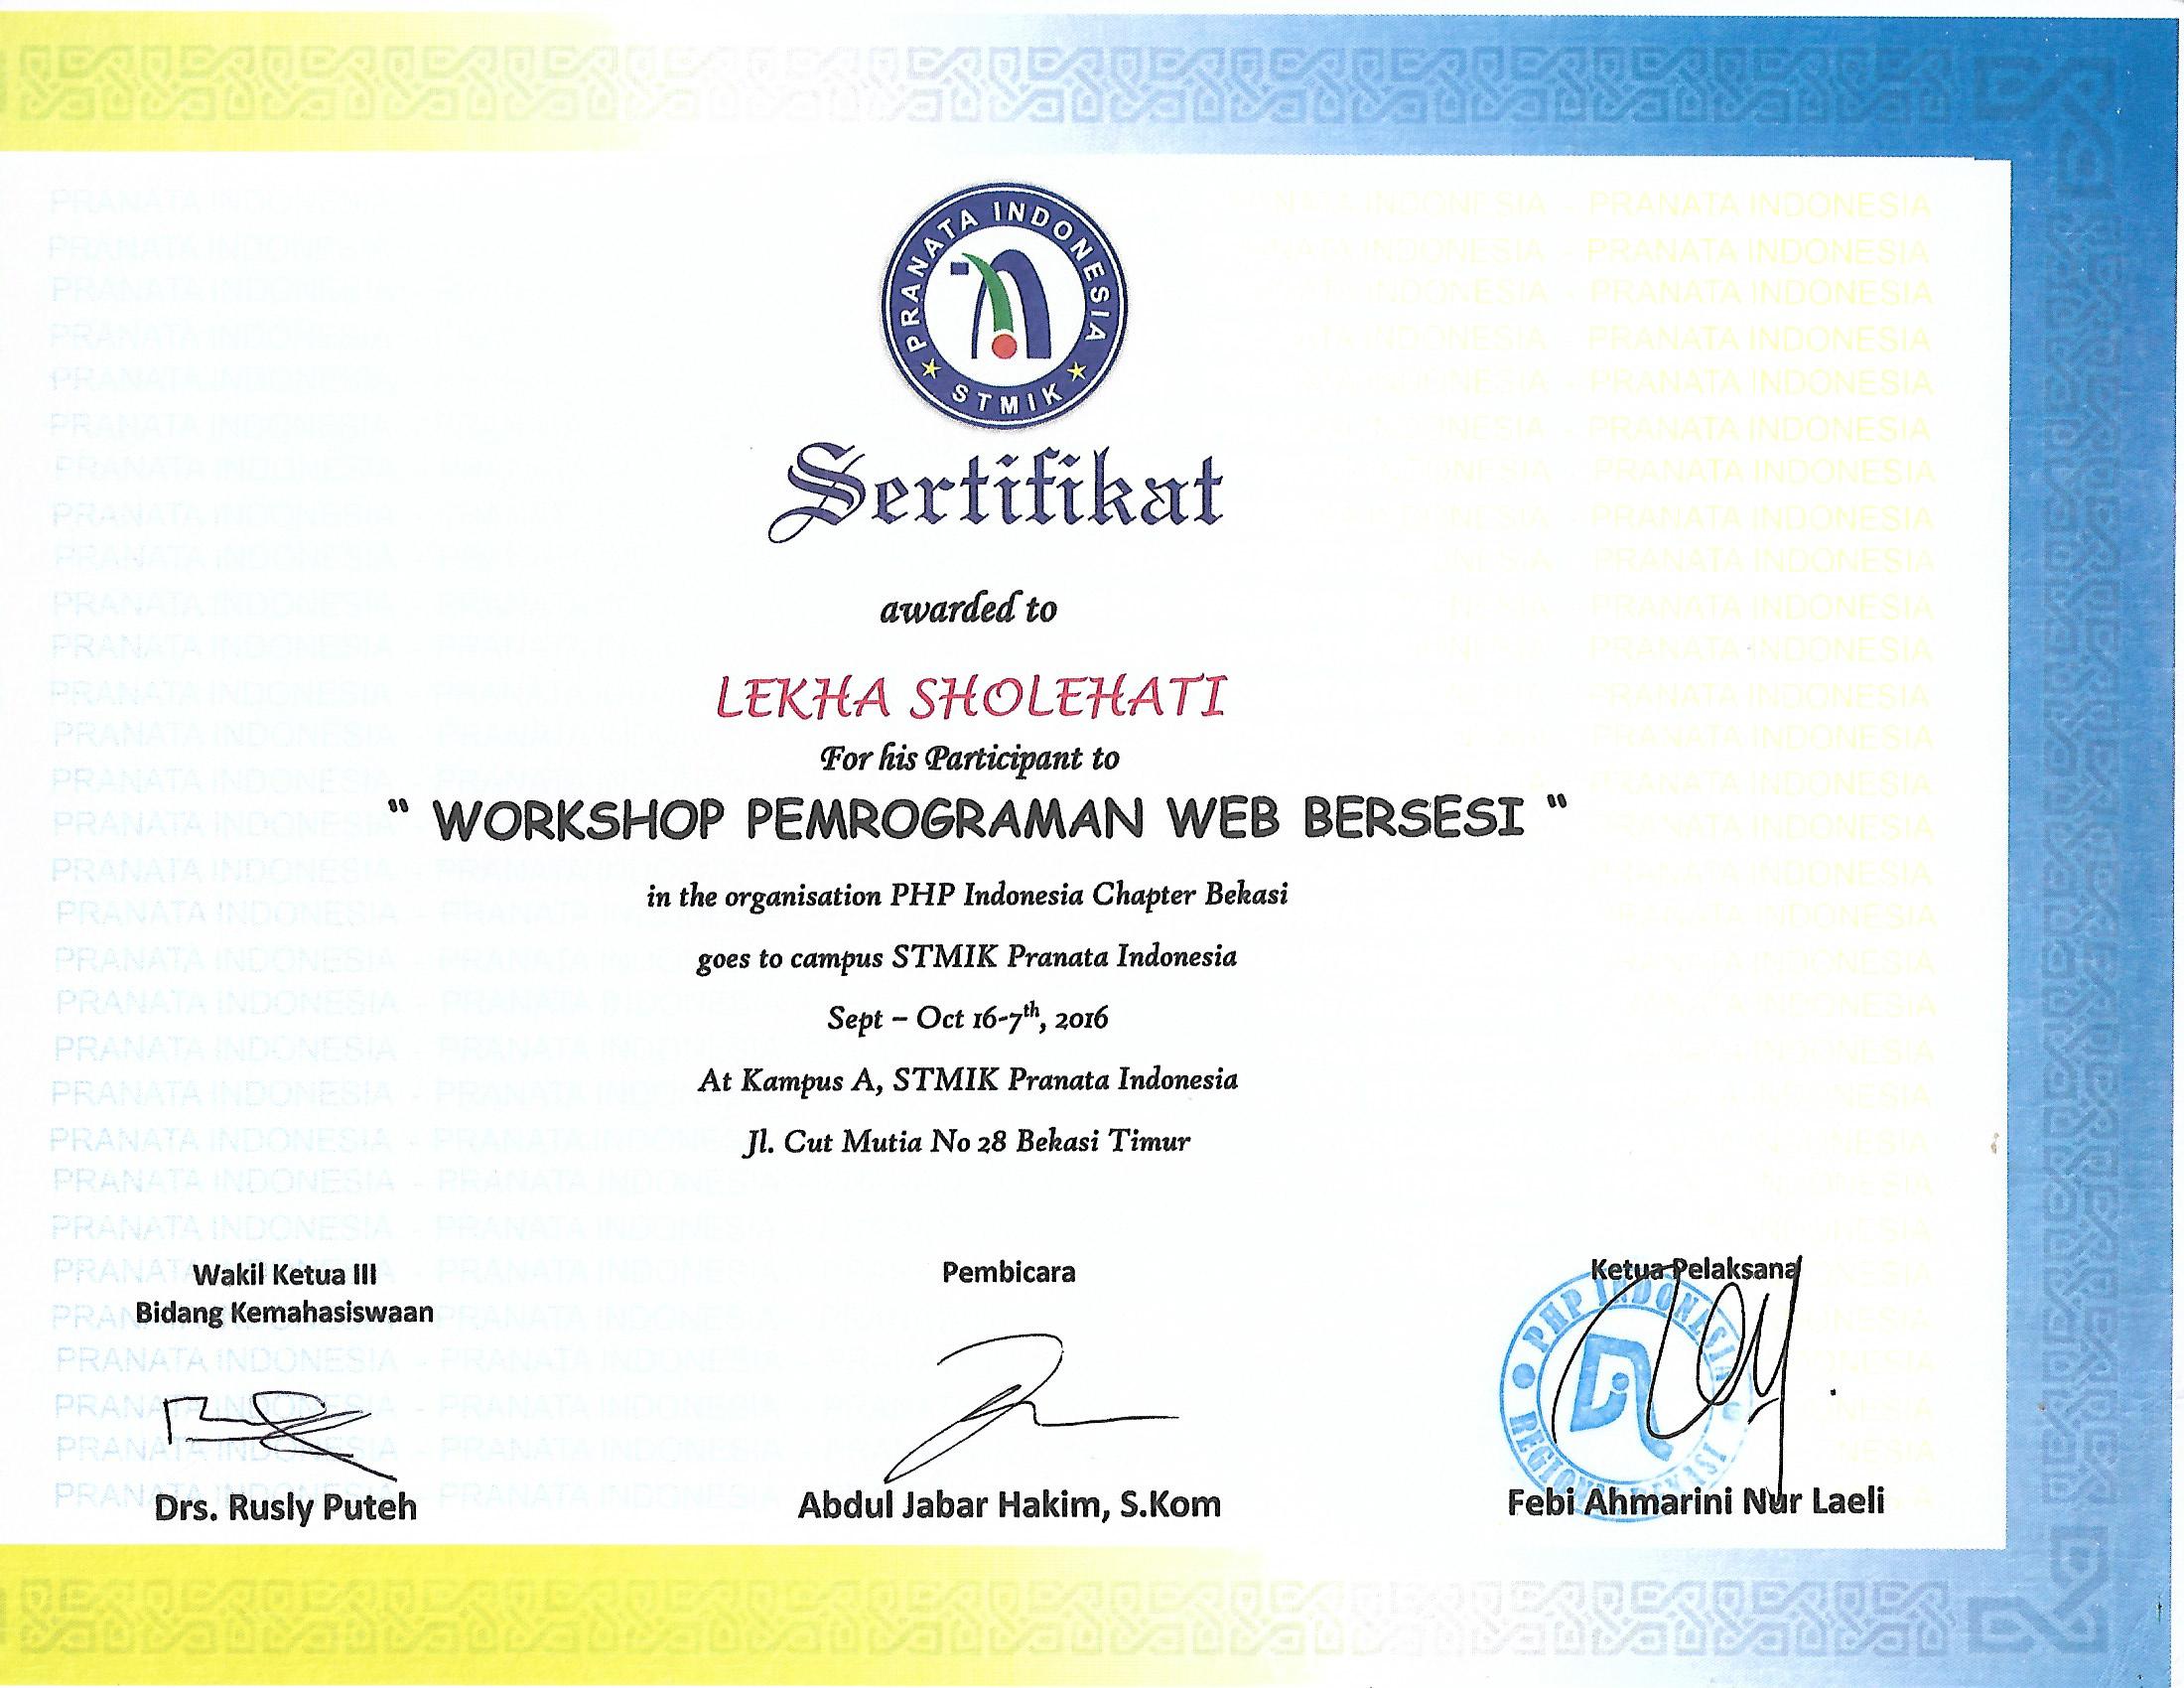 PRANATA INDONESIA
STMIK
Sertifikat
awarded to
LEKHA SHOLEHATI
For his Participant to
“ WORKSHOP PEMROGRAMAN WEB BERSESI “
in the organisation PHP Indonesia Chapter Bekasi
goes to campus STMIK Pranata Indonesia
Sept – Oct 16-7th, 2016
At Kampus A, STMIK Pranata Indonesia
Jl. Cut Mutia No 28 Bekasi Timur
Wakil Ketua III
Bidang Kemahasiswaan
Pembicara
Ketua Pelaksana
PHP INDONESIA
REGIONAL BEKASI
Drs. Rusly Puteh
Abdul Jabar Hakim, S.Kom
Febi Ahmarini Nur Laeli